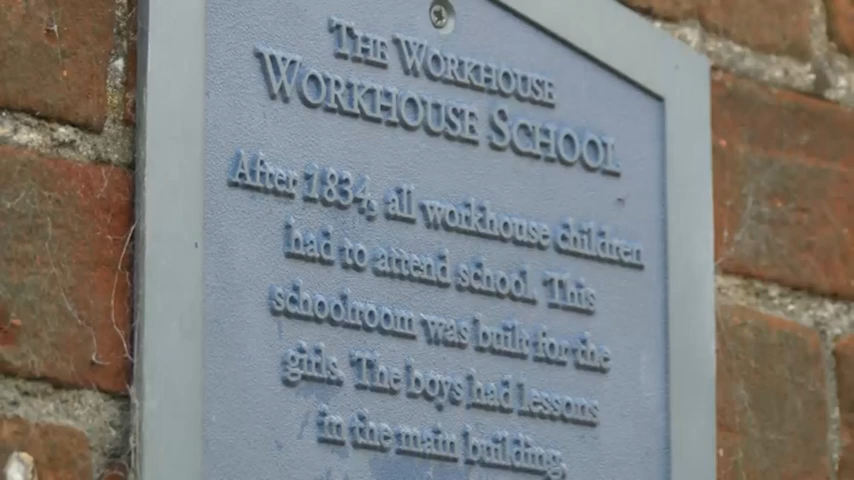 THE WORKHOUSE
WORKHOUSE SCHOOL
After 1834, all workhouse children
had to attend school. This
schoolroom was built for the
girls. The boys had lessons
in the main building.